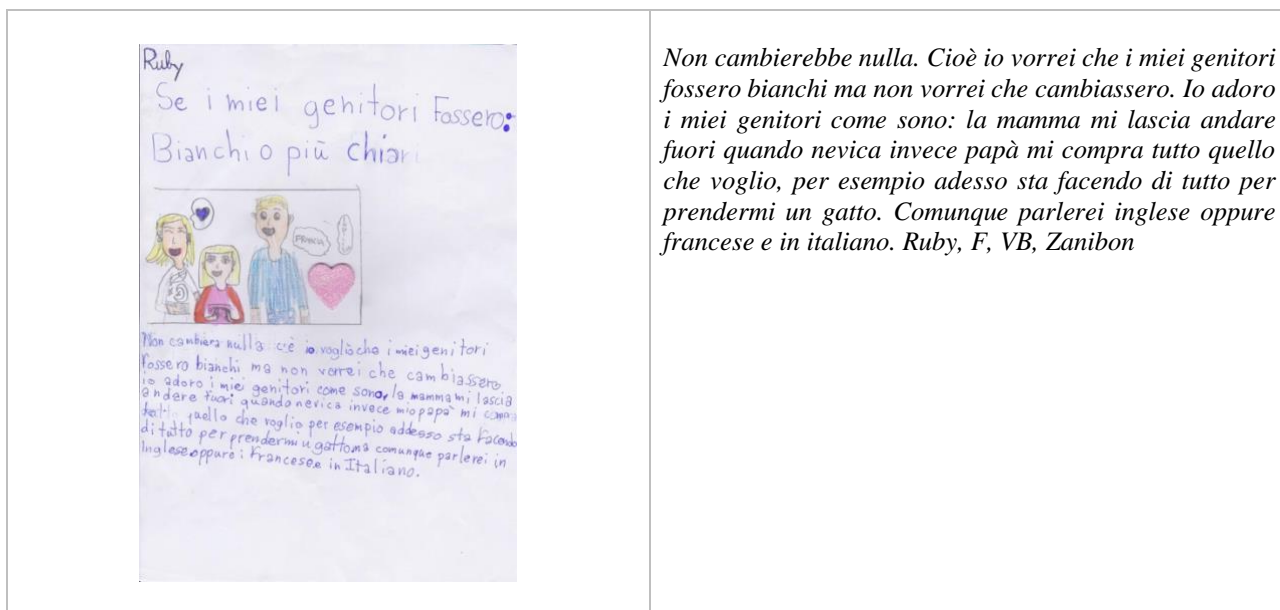 Ruby
Se i miei genitori Fossero:
Bianchi o più chiari
FRANCIA
Non cambiera nulla c'è io voglio che i miei genitori
Fossero bianchi ma non vorrei che cambiassero
io adoro i miei genitori come sono, la mamma mi lascia
andere fuori quando nevica invece mio papà mi compra
tutto quello che voglio per esempio addesso sta Facendo
di tutto per prendermi u gatto ma comunque parlerei in
Inglese oppure i Francese e in Italiano.
Non cambierebbe nulla. Cioè io vorrei che i miei genitori
fossero bianchi ma non vorrei che cambiassero. Io adoro
i miei genitori come sono: la mamma mi lascia andare
fuori quando nevica invece papà mi compra tutto quello
che voglio, per esempio adesso sta facendo di tutto per
prendermi un gatto. Comunque parlerei inglese oppure
francese e in italiano. Ruby, F, VB, Zanibon